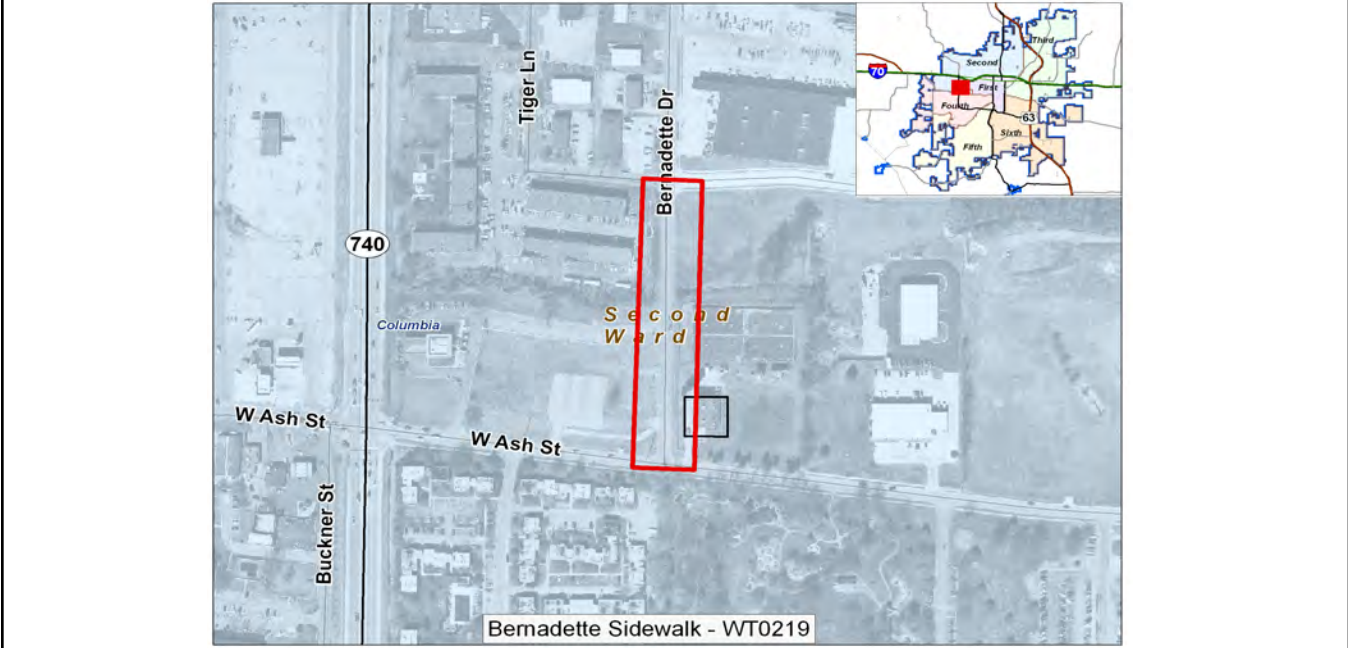 Tiger Ln
Bernadette Dr
70
Second
Third
First
Fourth
63
Sixth
Fifth
740
Columbia
Second
Ward
W Ash St
W Ash St
Buckner St
Bernadette Sidewalk - WT0219